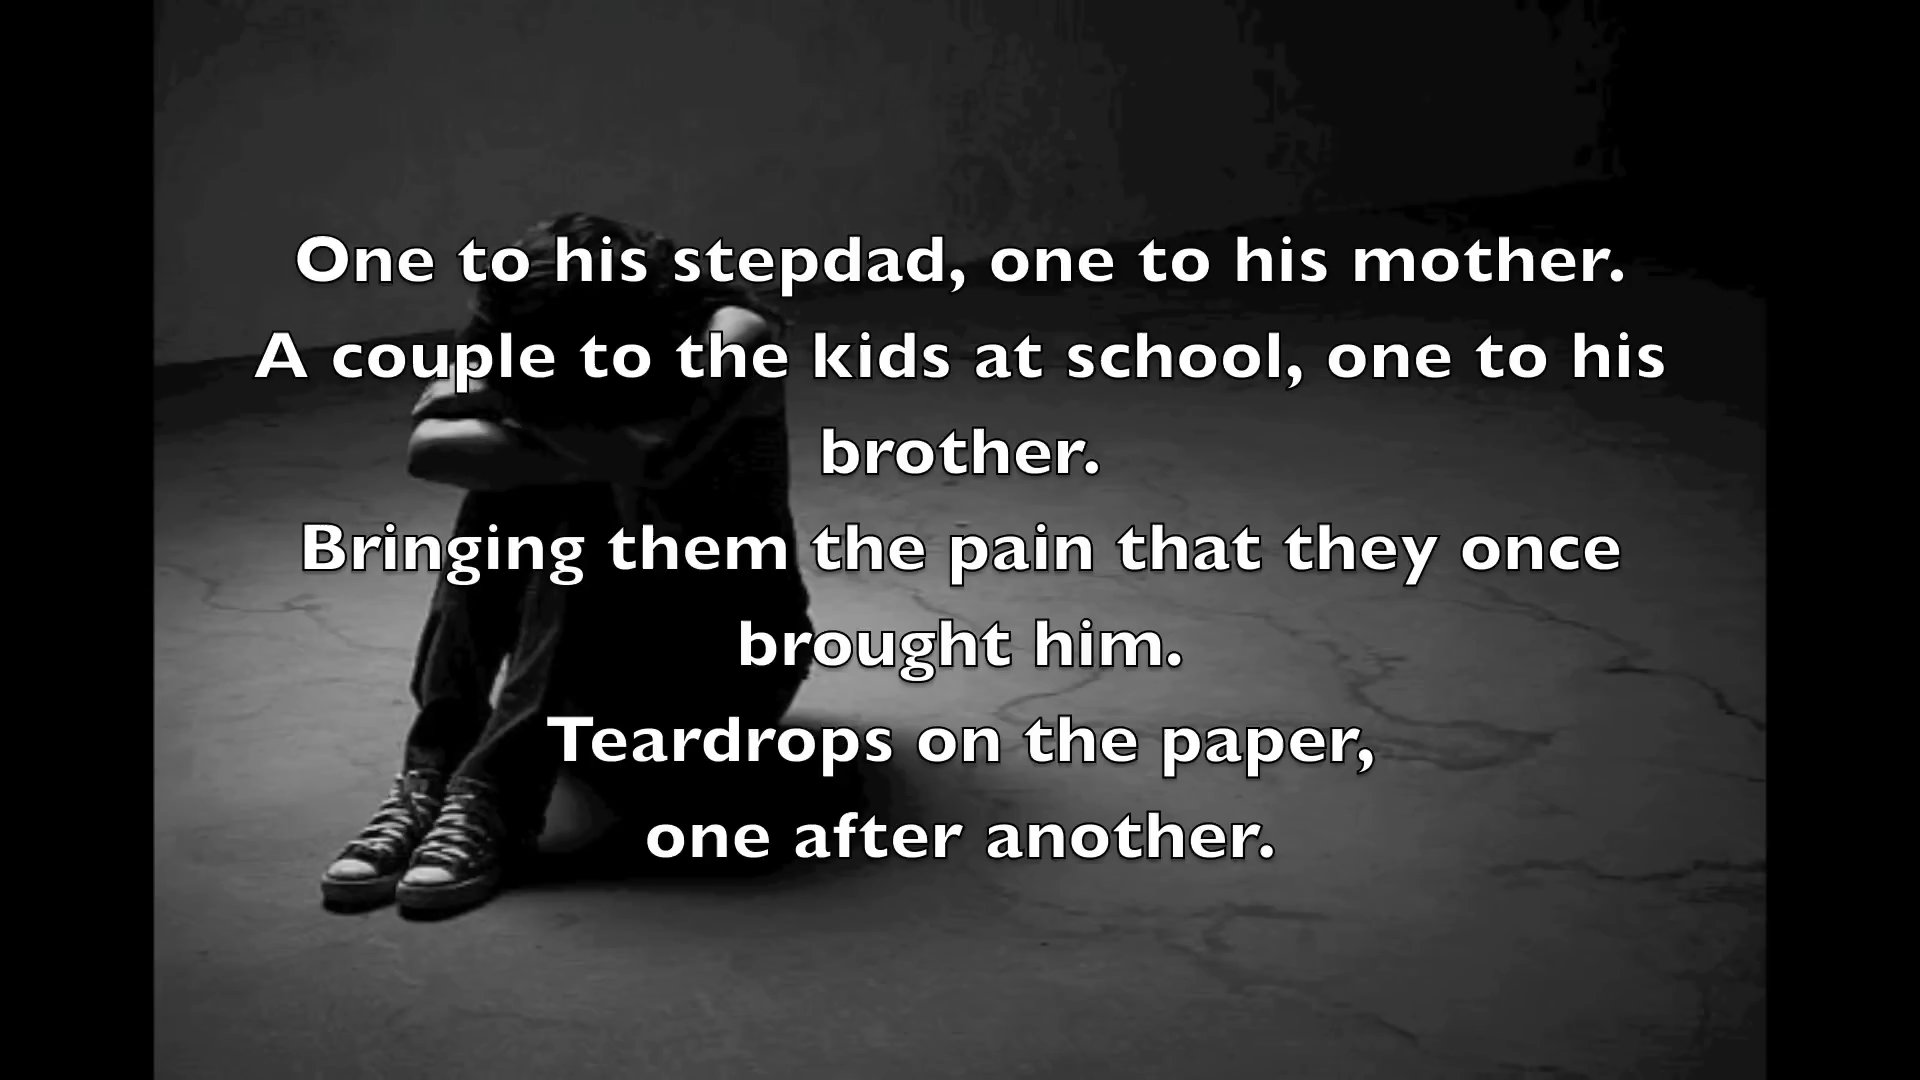 One to his stepdad, one to his mother.
A couple to the kids at school, one to his
brother.
Bringing them the pain that they once
brought him.
Teardrops on the paper,
one after another.